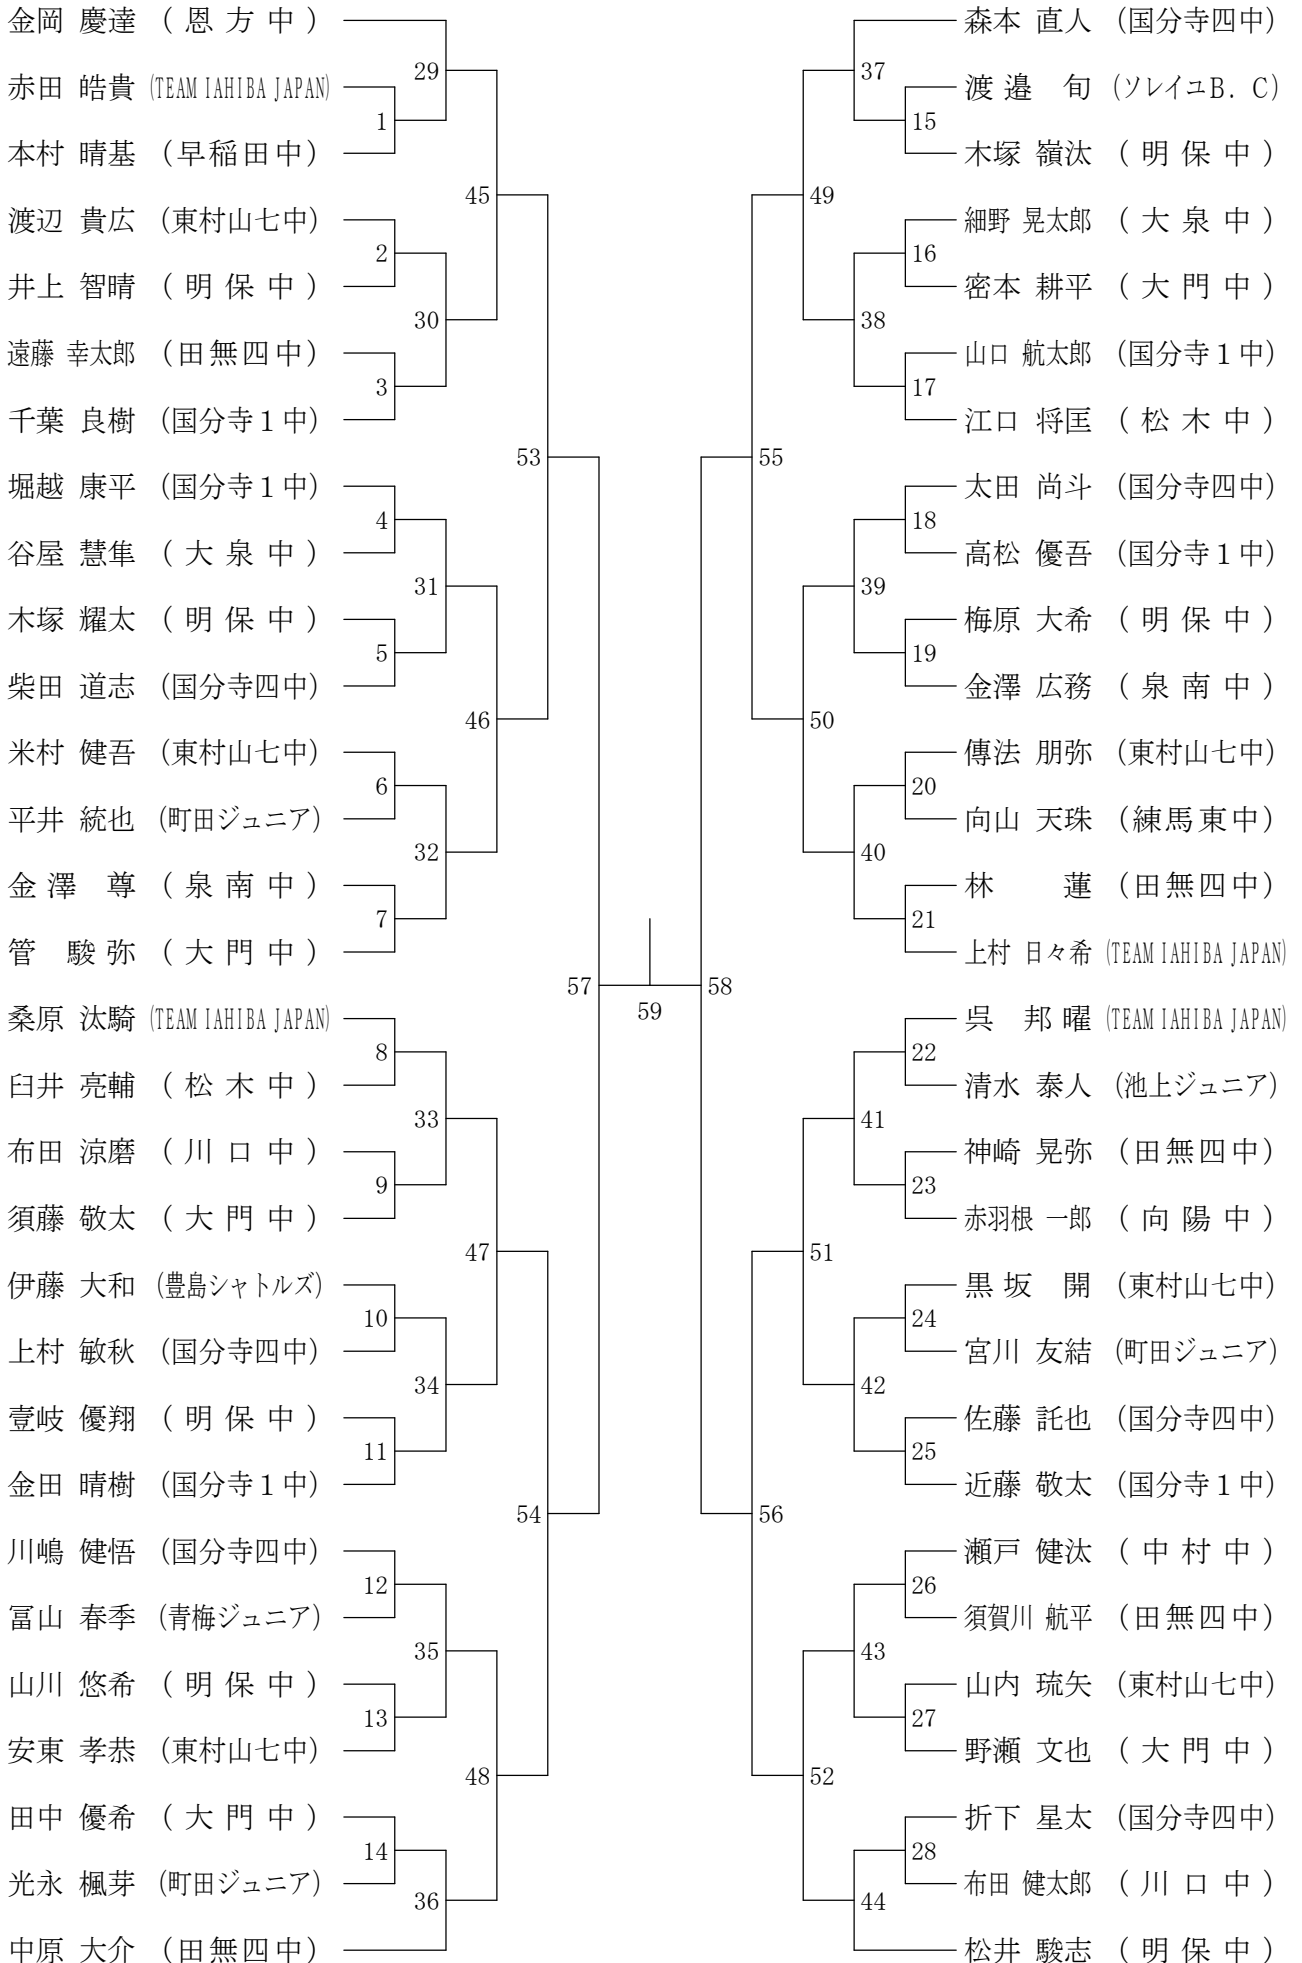 金岡 慶達 (恩方中)
赤田 皓貴 (TEAM IAHIBA JAPAN)
本村 晴基 (早稲田中)
渡辺 貴広 (東村山七中)
井上 智晴 (明保中)
遠藤 幸太郎 (田無四中)
千葉 良樹 (国分寺1中)
堀越 康平 (国分寺1中)
谷屋 慧隼 (大泉中)
木塚 耀太 (明保中)
柴田 道志 (国分寺四中)
米村 健吾 (東村山七中)
平井 統也 (町田ジュニア)
金澤 尊 (泉南中)
管 駿弥 (大門中)
桑原 汰騎 (TEAM IAHIBA JAPAN)
臼井 亮輔 (松木中)
布田 涼磨 (川口中)
須藤 敬太 (大門中)
伊藤 大和 (豊島シャトルズ)
上村 敏秋 (国分寺四中)
壹岐 優翔 (明保中)
金田 晴樹 (国分寺1中)
川嶋 健悟 (国分寺四中)
冨山 春季 (青梅ジュニア)
山川 悠希 (明保中)
安東 孝恭 (東村山七中)
田中 優希 (大門中)
光永 楓芽 (町田ジュニア)
中原 大介 (田無四中)
1
2
3
4
5
6
7
8
9
10
11
12
13
14
29
30
31
32
33
34
35
36
45
46
47
48
53
54
57
59
58
55
56
49
50
51
52
37
38
39
40
41
42
43
44
15
16
17
18
19
20
21
22
23
24
25
26
27
28
森本 直人 (国分寺四中)
渡邉 旬 (ソレイユB.C)
木塚 嶺汰 (明保中)
細野 晃太郎 (大泉中)
密本 耕平 (大門中)
山口 航太郎 (国分寺1中)
江口 将匡 (松木中)
太田 尚斗 (国分寺四中)
高松 優吾 (国分寺1中)
梅原 大希 (明保中)
金澤 広務 (泉南中)
傳法 朋弥 (東村山七中)
向山 天珠 (練馬東中)
林 蓮 (田無四中)
上村 日々希 (TEAM IAHIBA JAPAN)
呉 邦曜 (TEAM IAHIBA JAPAN)
清水 泰人 (池上ジュニア)
神崎 晃弥 (田無四中)
赤羽根 一郎 (向陽中)
黒坂 開 (東村山七中)
宮川 友結 (町田ジュニア)
佐藤 託也 (国分寺四中)
近藤 敬太 (国分寺1中)
瀬戸 健汰 (中村中)
須賀川 航平 (田無四中)
山内 琉矢 (東村山七中)
野瀬 文也 (大門中)
折下 星太 (国分寺四中)
布田 健太郎 (川口中)
松井 駿志 (明保中)